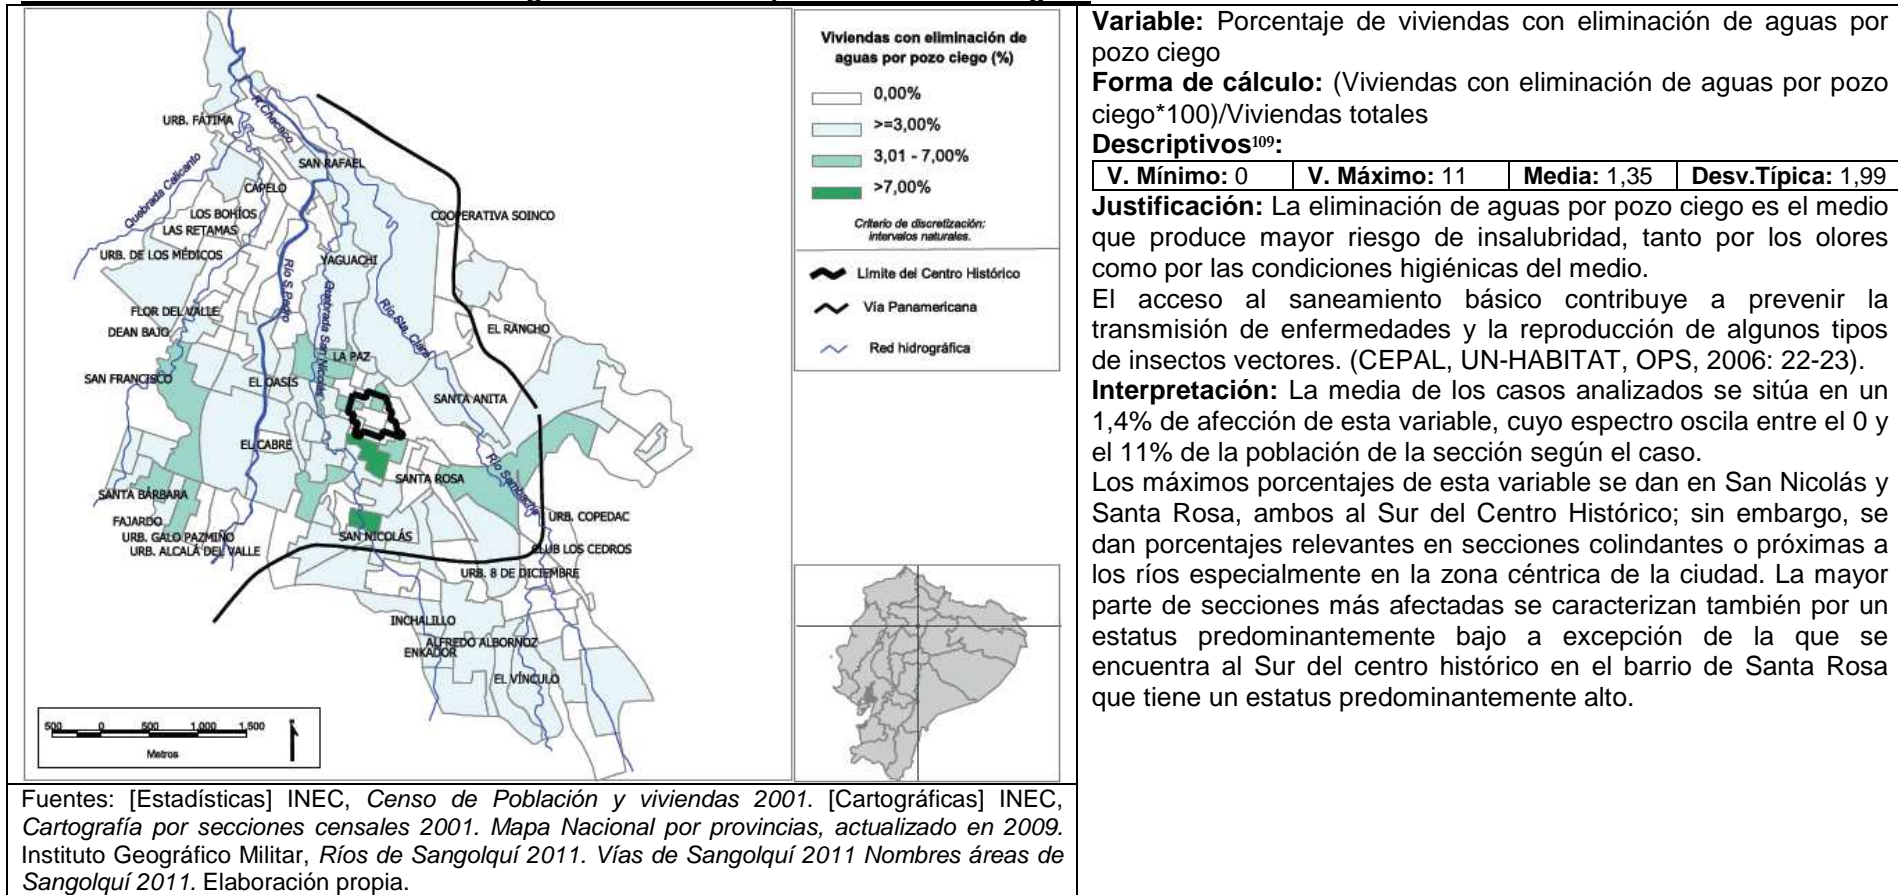 Viviendas con eliminación de
aguas por pozo ciego (%)
0,00%
>=3,00%
3,01 - 7,00%
>7,00%
Criterio de discretización:
intervalos naturales.
Límite del Centro Histórico
Vía Panamericana
Red hidrográfica
R.Chacaco
URB. FÁTIMA
SAN RAFAEL
Quebrada Calicanto
CAPELO
LOS BOHÍOS
COOPERATIVA SOINCO
LAS RETAMAS
URB. DE LOS MÉDICOS
YAGUACHI
Río S.Pedro
Quebrada San Nicolás
Río Sta. Clara
FLOR DEL VALLE
DEAN BAJO
EL RANCHO
LA PAZ
SAN FRANCISCO
EL OASIS
SANTA ANITA
EL CABRE
SANTA ROSA
Río Sambache
SANTA BÁRBARA
FAJARDO
URB. COPEDAC
URB. GALO PAZMIÑO
SAN NICOLÁS
URB. ALCALÁ DEL VALLE
CLUB LOS CEDROS
URB. 8 DE DICIEMBRE
INCHALILLO
ALFREDO ALBORNOZ
ENKADOR
EL VÍNCULO
500 0 500 1.000 1.500
Metros
Fuentes: [Estadísticas] INEC, Censo de Población y viviendas 2001. [Cartográficas] INEC,
Cartografía por secciones censales 2001. Mapa Nacional por provincias, actualizado en 2009.
Instituto Geográfico Militar, Ríos de Sangolquí 2011. Vías de Sangolquí 2011 Nombres áreas de
Sangolquí 2011. Elaboración propia.
Variable: Porcentaje de viviendas con eliminación de aguas por
pozo ciego
Forma de cálculo: (Viviendas con eliminación de aguas por pozo
ciego*100)/Viviendas totales
Descriptivos109:
V. Mínimo: 0 V. Máximo: 11 Media: 1,35 Desv.Típica: 1,99
Justificación: La eliminación de aguas por pozo ciego es el medio
que produce mayor riesgo de insalubridad, tanto por los olores
como por las condiciones higiénicas del medio.
El acceso al saneamiento básico contribuye a prevenir la
transmisión de enfermedades y la reproducción de algunos tipos
de insectos vectores. (CEPAL, UN-HABITAT, OPS, 2006: 22-23).
Interpretación: La media de los casos analizados se sitúa en un
1,4% de afección de esta variable, cuyo espectro oscila entre el 0 y
el 11% de la población de la sección según el caso.
Los máximos porcentajes de esta variable se dan en San Nicolás y
Santa Rosa, ambos al Sur del Centro Histórico; sin embargo, se
dan porcentajes relevantes en secciones colindantes o próximas a
los ríos especialmente en la zona céntrica de la ciudad. La mayor
parte de secciones más afectadas se caracterizan también por un
estatus predominantemente bajo a excepción de la que se
encuentra al Sur del centro histórico en el barrio de Santa Rosa
que tiene un estatus predominantemente alto.